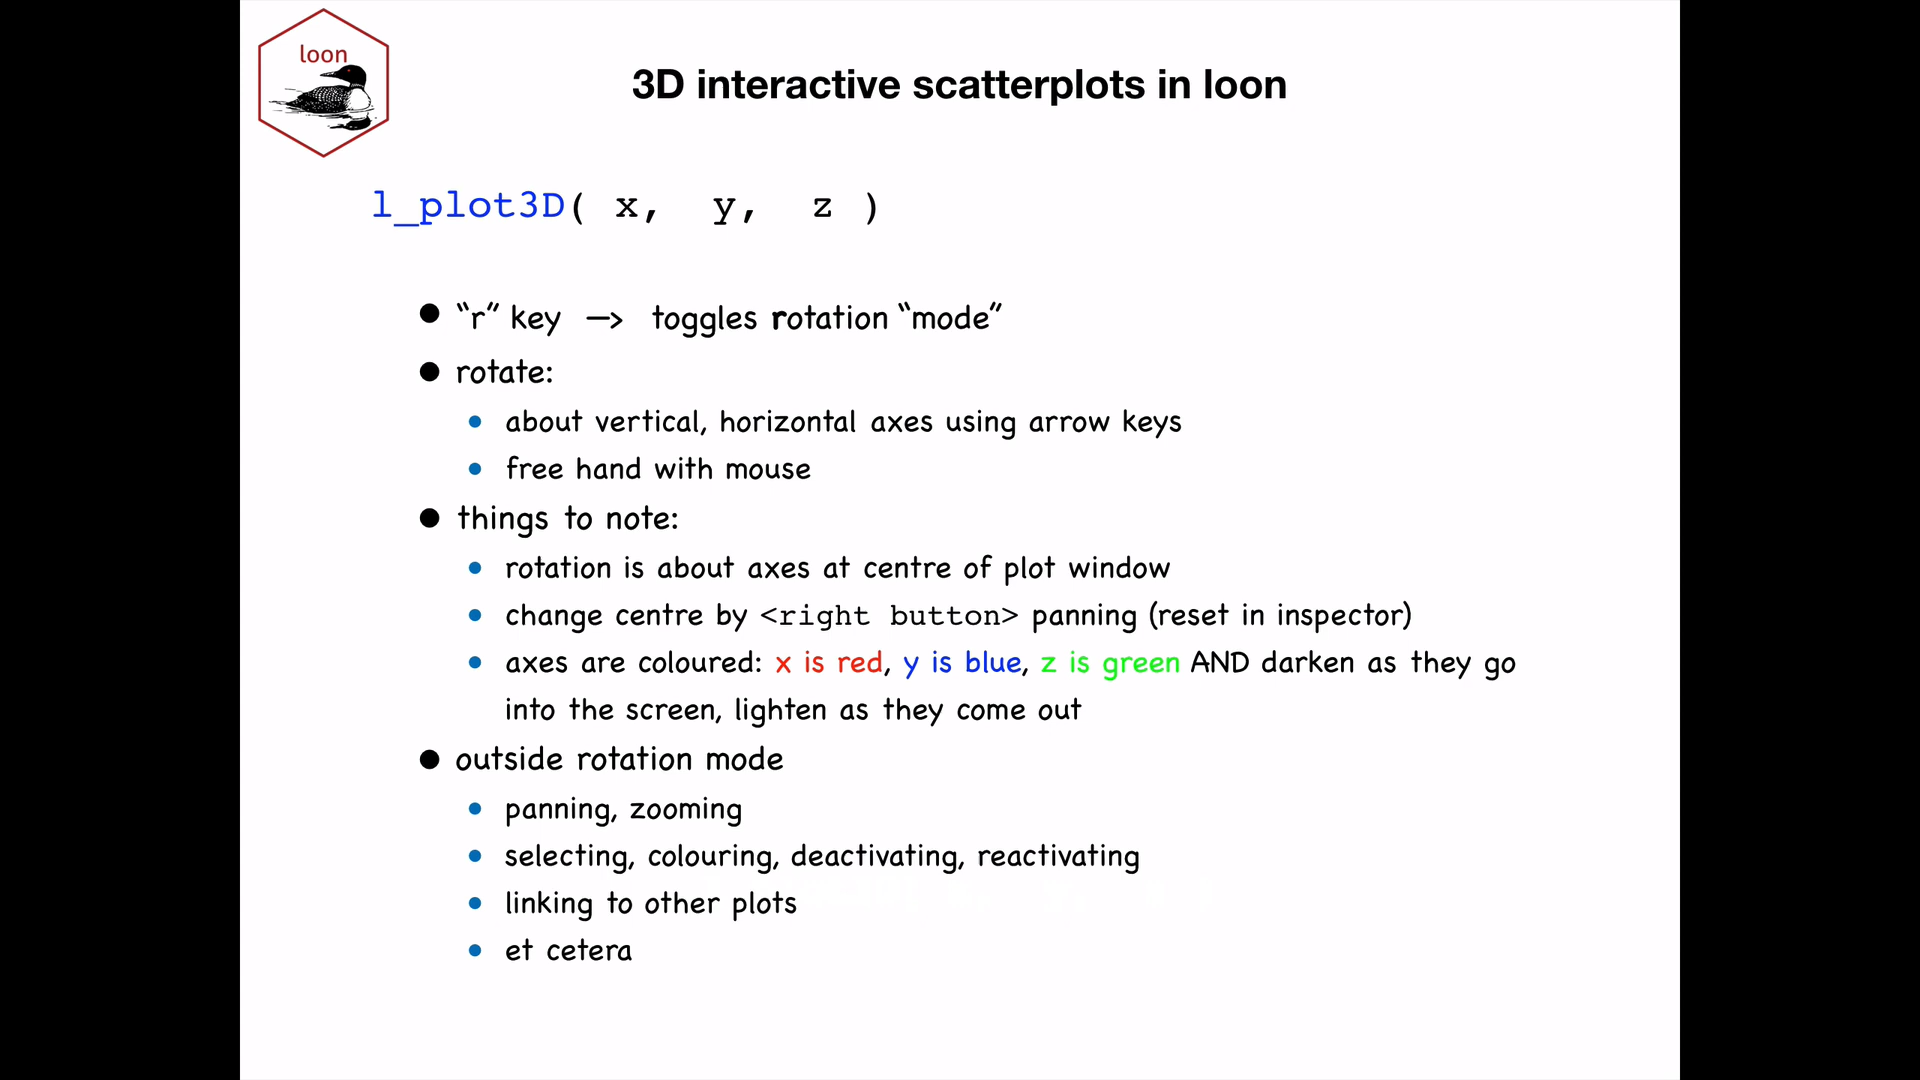 loon
3D interactive scatterplots in loon
l_plot3D( x, y, z )
● “r” key —> toggles rotation “mode”
● rotate:
• about vertical, horizontal axes using arrow keys
• free hand with mouse
● things to note:
• rotation is about axes at centre of plot window
• change centre by <right button> panning (reset in inspector)
• axes are coloured: x is red, y is blue, z is green AND darken as they go
into the screen, lighten as they come out
● outside rotation mode
• panning, zooming
• selecting, colouring, deactivating, reactivating
• linking to other plots
• et cetera